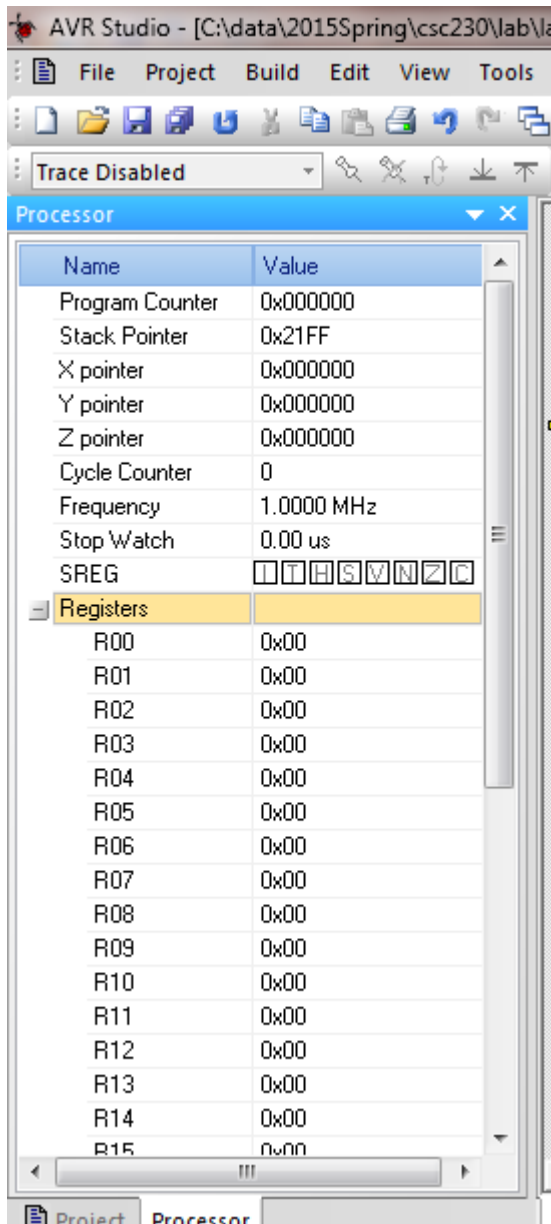 AVR Studio - [C:\data\2015Spring\csc230\lab\la
File Project Build Edit View Tools
Trace Disabled
Processor
Name Value
Program Counter 0x000000
Stack Pointer 0x21FF
X pointer 0x000000
Y pointer 0x000000
Z pointer 0x000000
Cycle Counter 0
Frequency 1.0000 MHz
Stop Watch 0.00 us
SREG I T H S V N Z C
Registers
R00 0x00
R01 0x00
R02 0x00
R03 0x00
R04 0x00
R05 0x00
R06 0x00
R07 0x00
R08 0x00
R09 0x00
R10 0x00
R11 0x00
R12 0x00
R13 0x00
R14 0x00
R15 0x00
Project Processor